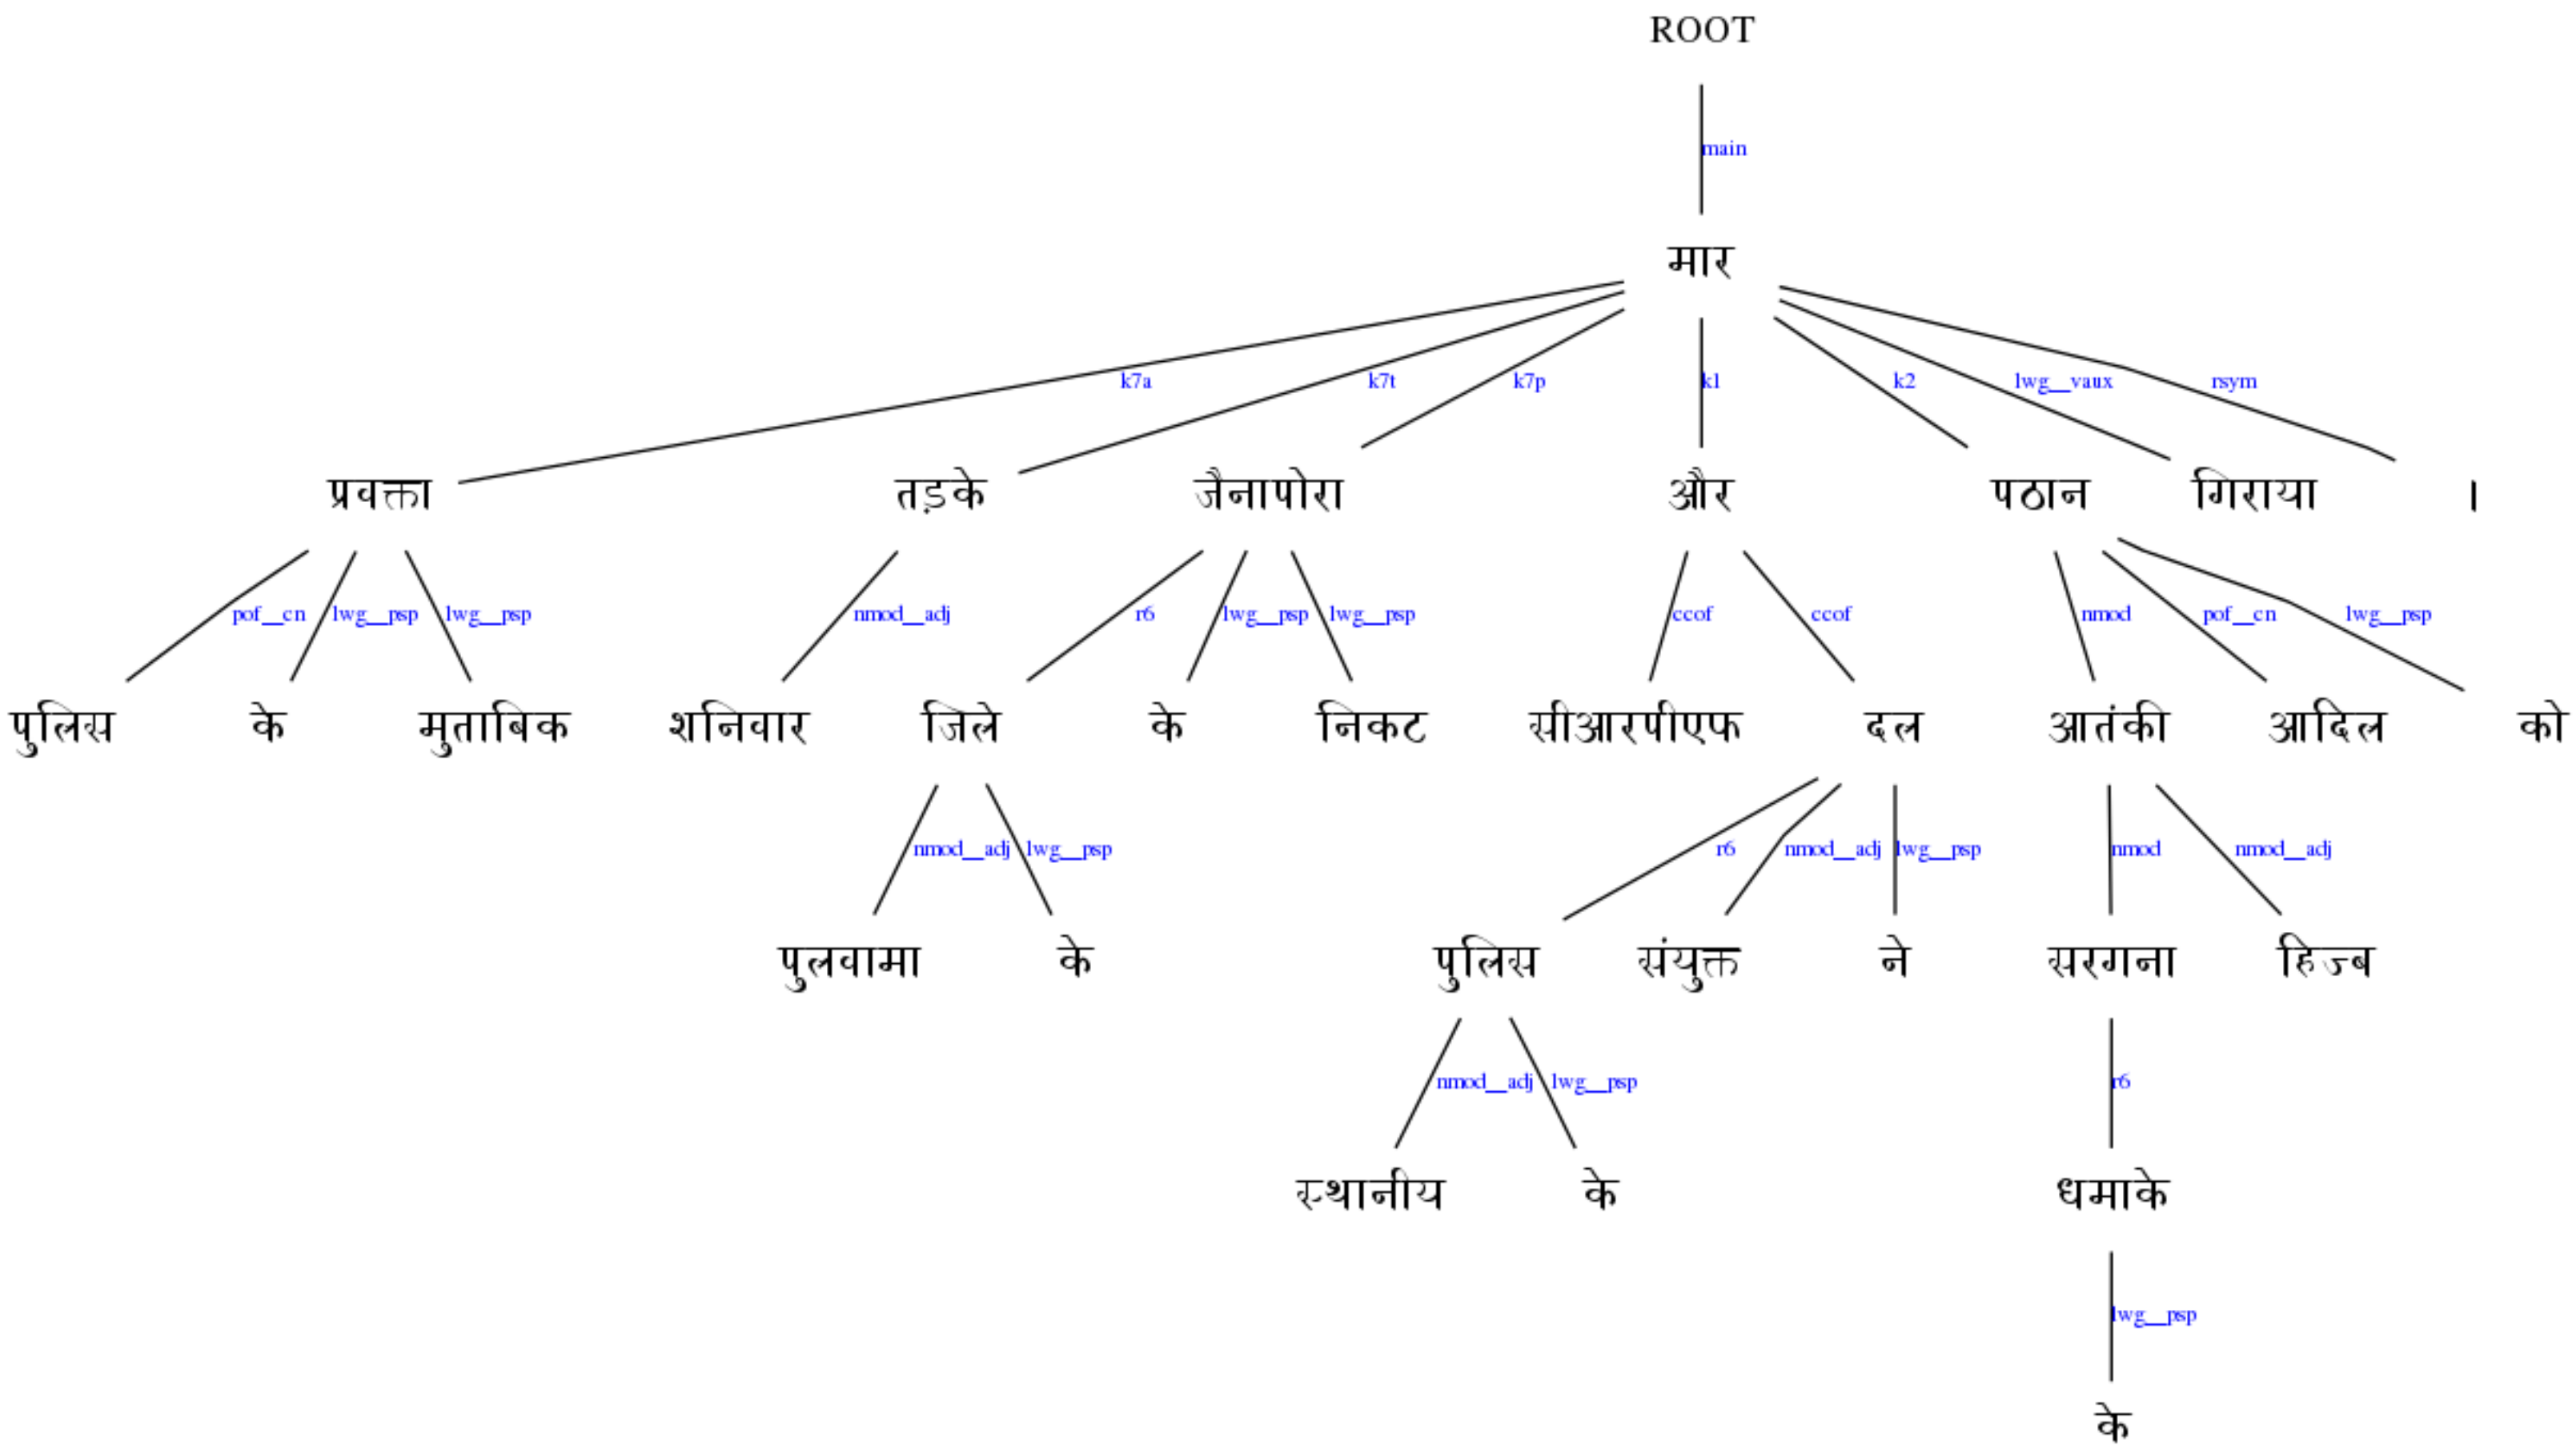 ROOT
main
मार
k7a k7t k7p k1 k2 lwg__vaux rsym
प्रवक्ता तड़के जैनापोरा और पठान गिराया ।
pof__cn lwg__psp lwg__psp nmod__adj r6 lwg__psp lwg__psp ccof ccof nmod pof__cn lwg__psp
पुलिस के मुताबिक शनिवार जिले के निकट सीआरपीएफ दल आतंकी आदिल को
nmod__adj lwg__psp r6 nmod__adj lwg__psp nmod nmod__adj
पुलवामा के पुलिस संयुक्त ने सरगना हिज्ब
nmod__adj lwg__psp r6
स्थानीय के धमाके
lwg__psp
के